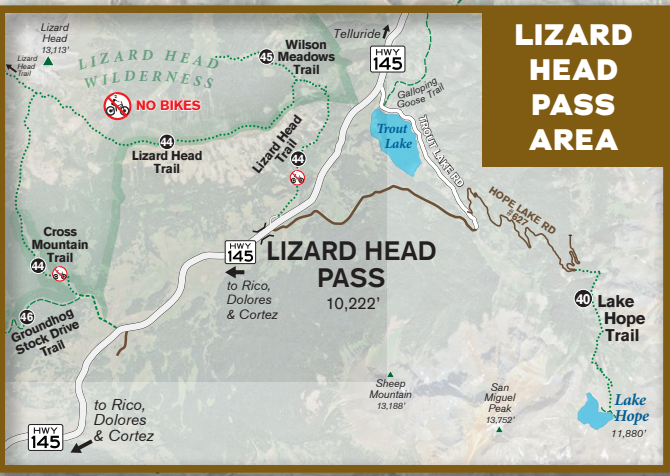 LIZARD
HEAD
PASS
AREA
Lizard
Head
13,113'
Lizard
Head
Trail
LIZARD HEAD
WILDERNESS
NO BIKES
45
Wilson
Meadows
Trail
Telluride
HWY
145
Galloping
Goose Trail
Trout
Lake
TROUT LAKE RD
HOPE LAKE RD
#627
44
Lizard Head
Trail
Lizard Head
Trail
44
Cross
Mountain
Trail
44
46
Groundhog
Stock Drive
Trail
HWY
145
LIZARD HEAD
PASS
10,222'
to Rico,
Dolores
& Cortez
40
Lake
Hope
Trail
Sheep
Mountain
13,188'
San
Miguel
Peak
13,752'
Lake
Hope
11,880'
HWY
145
to Rico,
Dolores
& Cortez